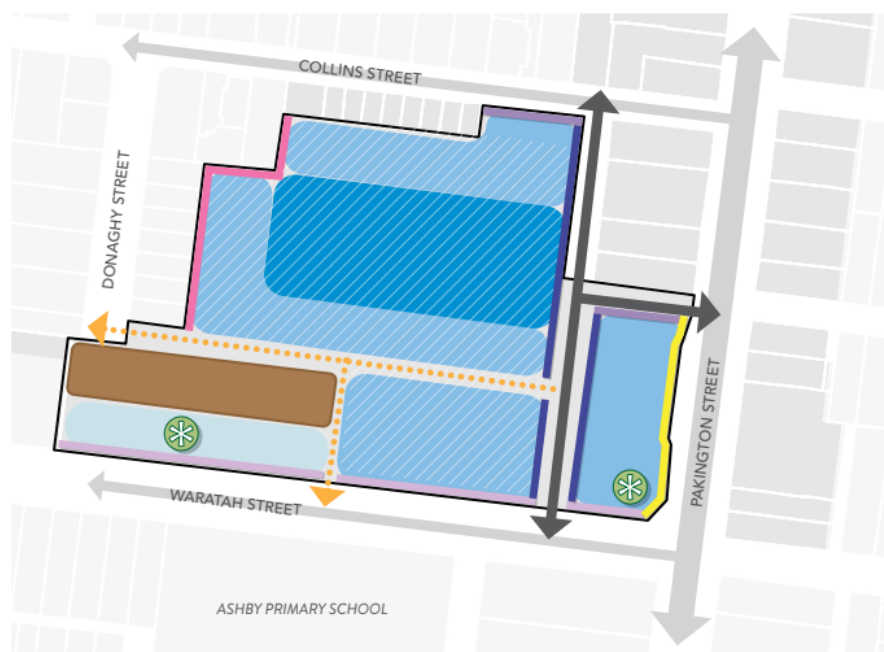 COLLINS STREET
DONAGHY STREET
PAKINGTON STREET
WARATAH STREET
ASHBY PRIMARY SCHOOL